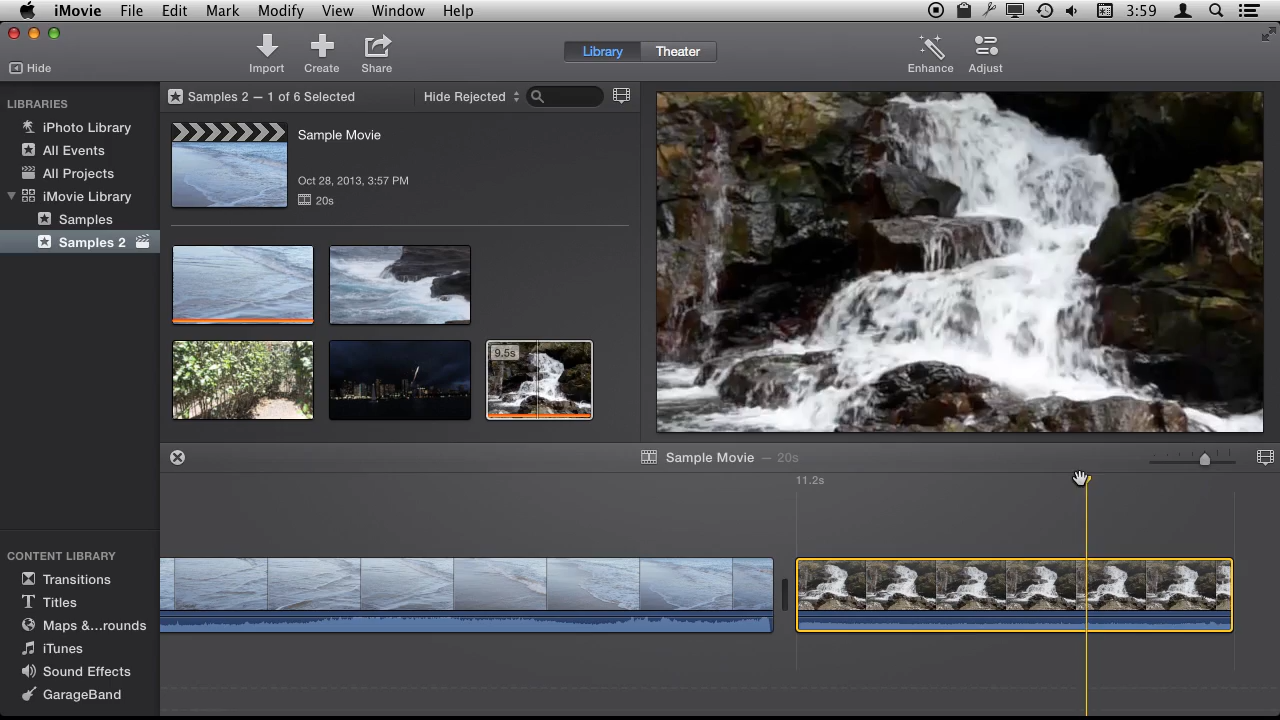 iMovie File Edit Mark Modify View Window Help 3:59
Hide Import Create Share Library Theater Enhance Adjust
LIBRARIES
iPhoto Library
All Events
All Projects
iMovie Library
Samples
Samples 2
Samples 2 — 1 of 6 Selected Hide Rejected
Sample Movie
Oct 28, 2013, 3:57 PM
20s
9.5s
Sample Movie — 20s
11.2s
CONTENT LIBRARY
Transitions
Titles
Maps &...rounds
iTunes
Sound Effects
GarageBand